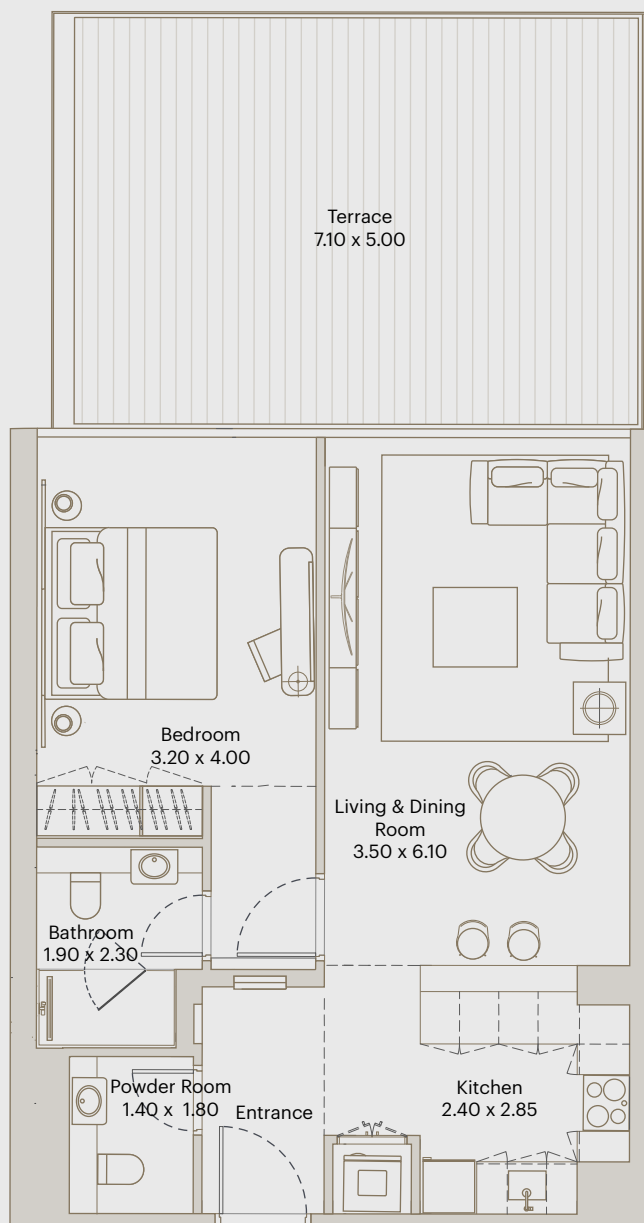 Terrace
7.10 x 5.00
Bedroom
3.20 x 4.00
Living & Dining
Room
3.50 x 6.10
Bathroom
1.90 x 2.30
Powder Room
1.40 x 1.80
Entrance
Kitchen
2.40 x 2.85